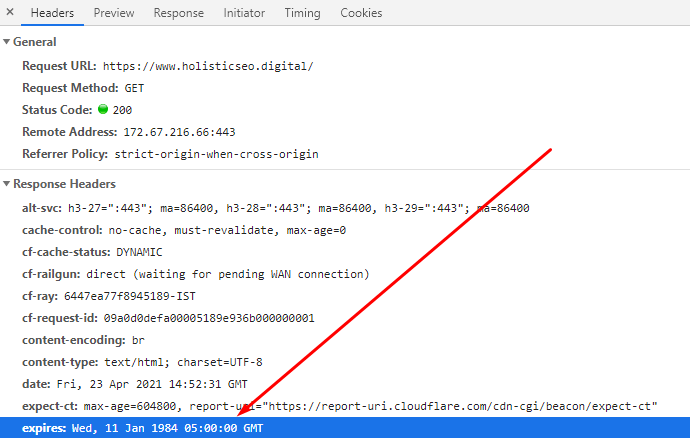 × Headers Preview Response Initiator Timing Cookies
▼ General
Request URL: https://www.holisticseo.digital/
Request Method: GET
Status Code: 200
Remote Address: 172.67.216.66:443
Referrer Policy: strict-origin-when-cross-origin
▼ Response Headers
alt-svc: h3-27=":443"; ma=86400, h3-28=":443"; ma=86400, h3-29=":443"; ma=86400
cache-control: no-cache, must-revalidate, max-age=0
cf-cache-status: DYNAMIC
cf-railgun: direct (waiting for pending WAN connection)
cf-ray: 6447ea77f8945189-IST
cf-request-id: 09a0d0defa00005189e936b000000001
content-encoding: br
content-type: text/html; charset=UTF-8
date: Fri, 23 Apr 2021 14:52:31 GMT
expect-ct: max-age=604800, report-uri="https://report-uri.cloudflare.com/cdn-cgi/beacon/expect-ct"
expires: Wed, 11 Jan 1984 05:00:00 GMT